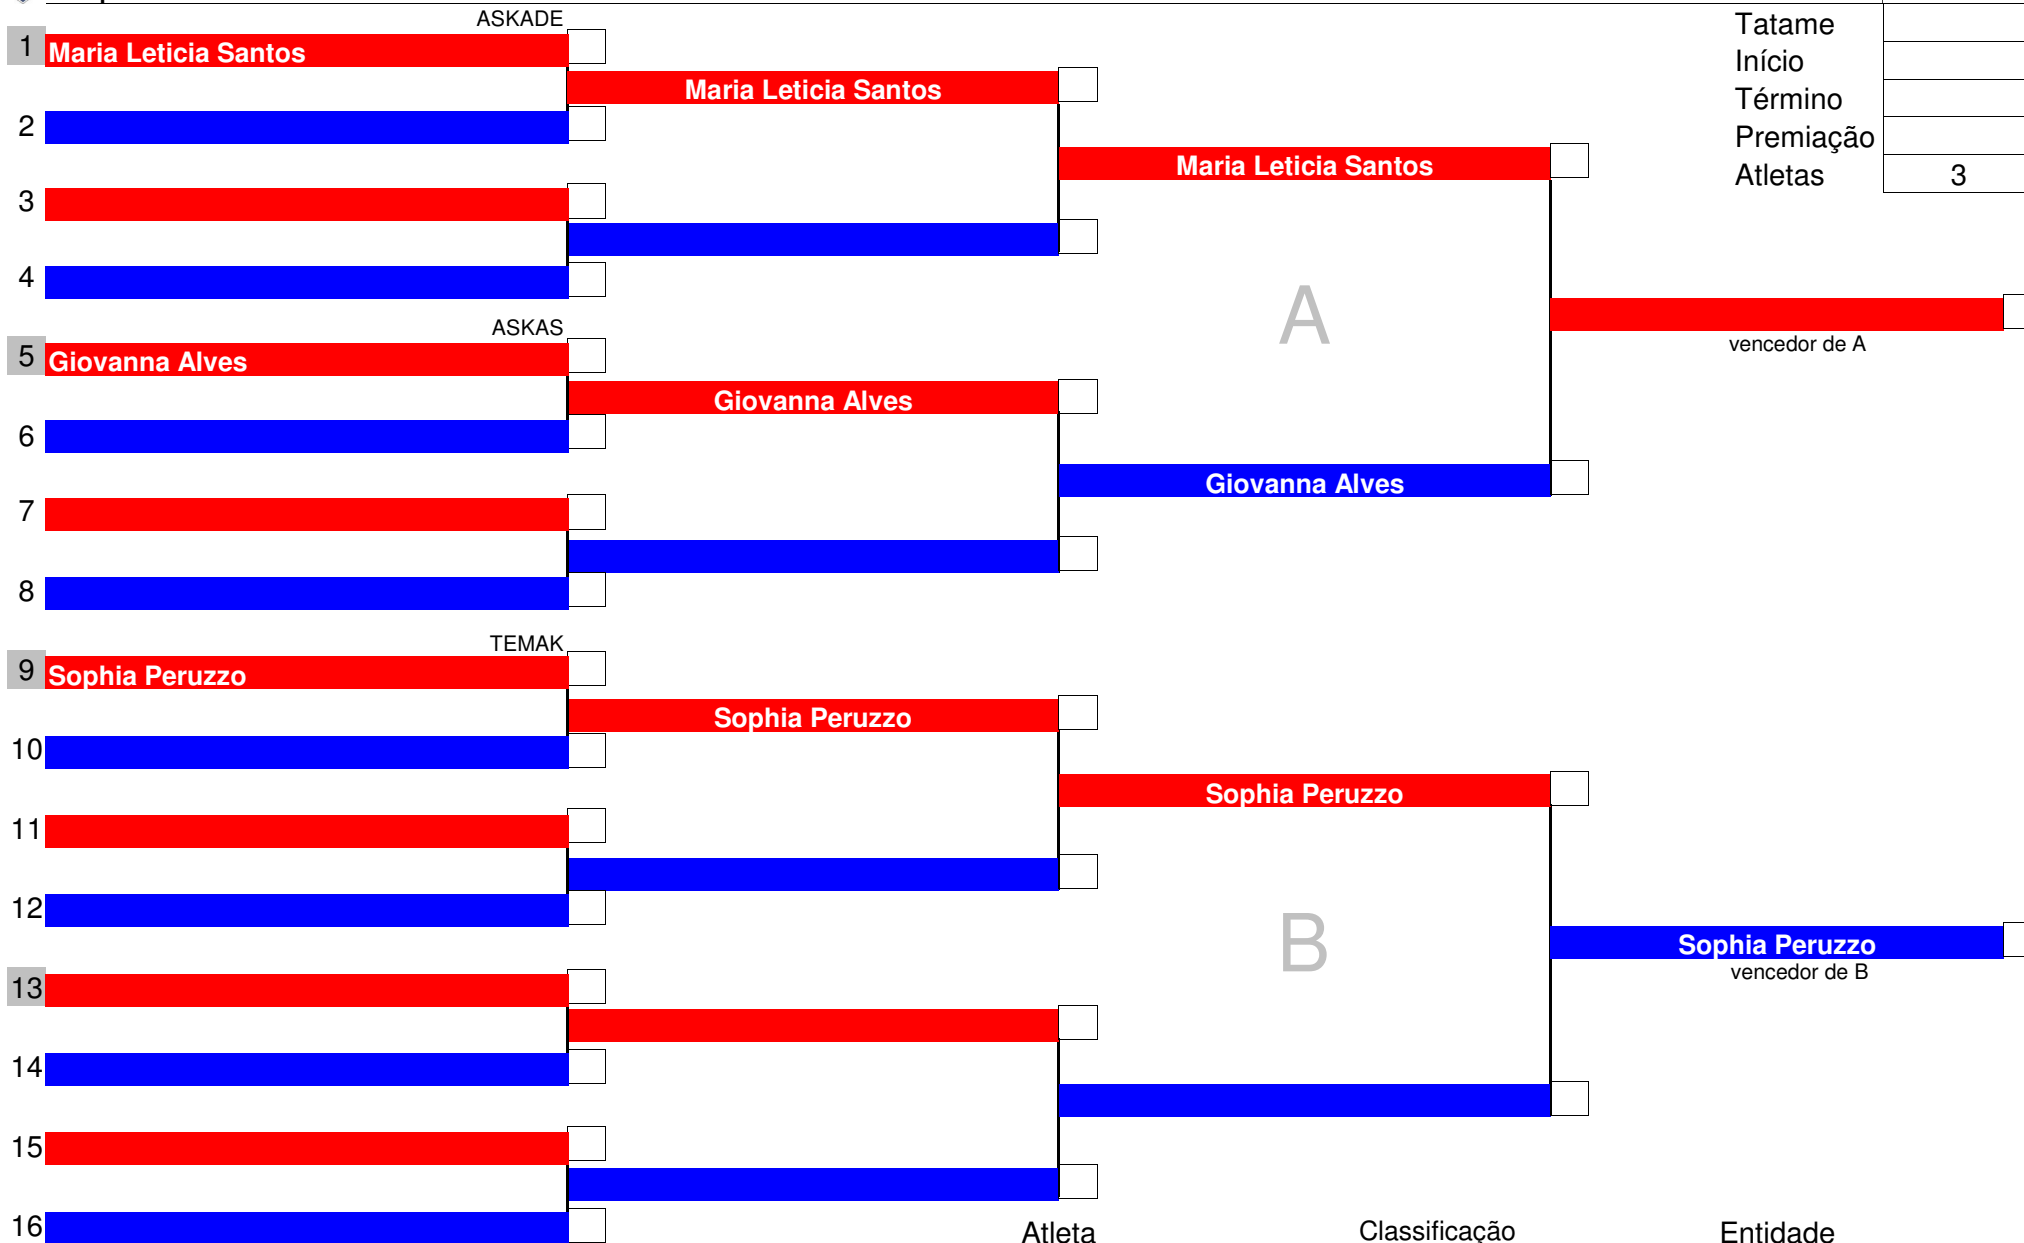 ASKADE
Tatame
1 Maria Leticia Santos
Início
Maria Leticia Santos
Término
2
Premiação
Maria Leticia Santos
Atletas 3
3
4
A
ASKAS
vencedor de A
5 Giovanna Alves
Giovanna Alves
6
Giovanna Alves
7
8
TEMAK
9 Sophia Peruzzo
Sophia Peruzzo
10
Sophia Peruzzo
11
12
B
Sophia Peruzzo
vencedor de B
13
14
15
16
Atleta Classificação Entidade